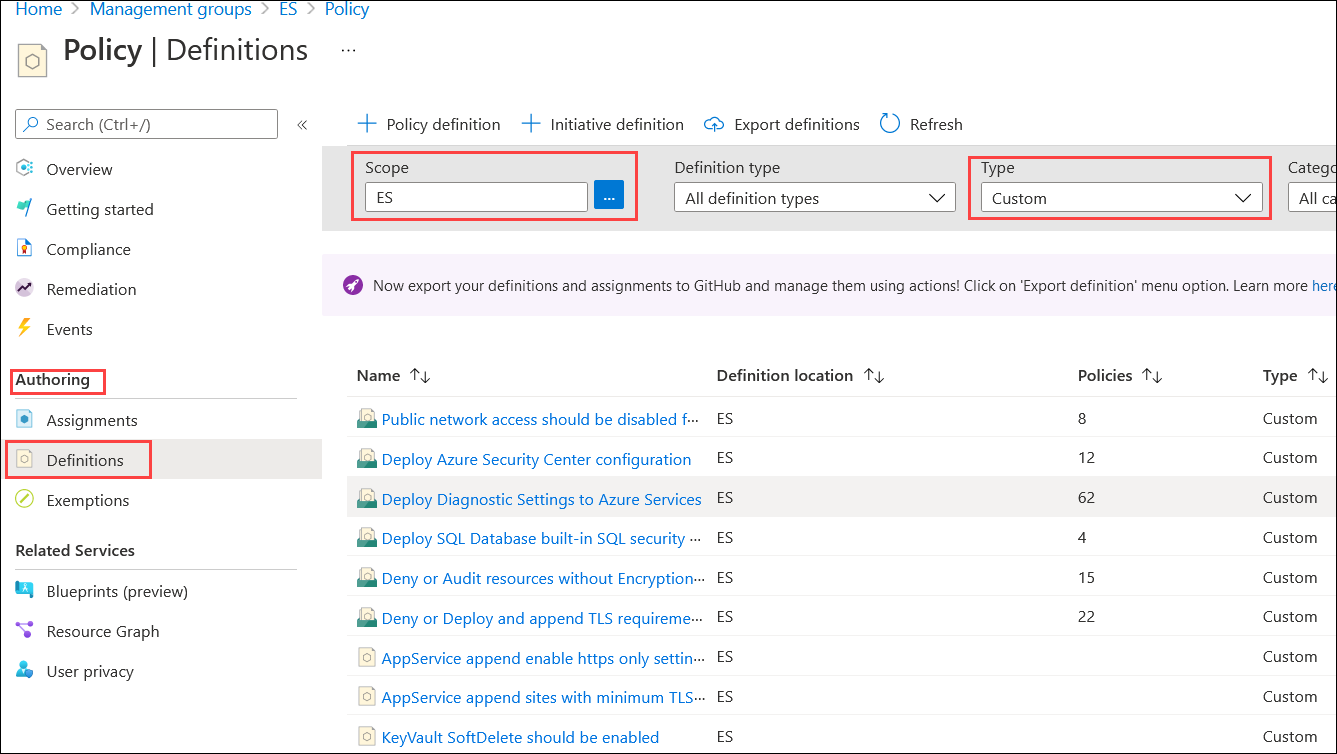 Home > Management groups > ES > Policy
Policy | Definitions ...
Search (Ctrl+/) «
Overview
Getting started
Compliance
Remediation
Events
Authoring
Assignments
Definitions
Exemptions
Related Services
Blueprints (preview)
Resource Graph
User privacy
+ Policy definition + Initiative definition Export definitions Refresh
Scope Definition type Type Catego
ES ... All definition types Custom All ca
Now export your definitions and assignments to GitHub and manage them using actions! Click on 'Export definition' menu option. Learn more here
Name ↑↓ Definition location ↑↓ Policies ↑↓ Type ↑↓
Public network access should be disabled f... ES 8 Custom
Deploy Azure Security Center configuration ES 12 Custom
Deploy Diagnostic Settings to Azure Services ES 62 Custom
Deploy SQL Database built-in SQL security ... ES 4 Custom
Deny or Audit resources without Encryption... ES 15 Custom
Deny or Deploy and append TLS requireme... ES 22 Custom
AppService append enable https only settin... ES Custom
AppService append sites with minimum TLS... ES Custom
KeyVault SoftDelete should be enabled ES Custom